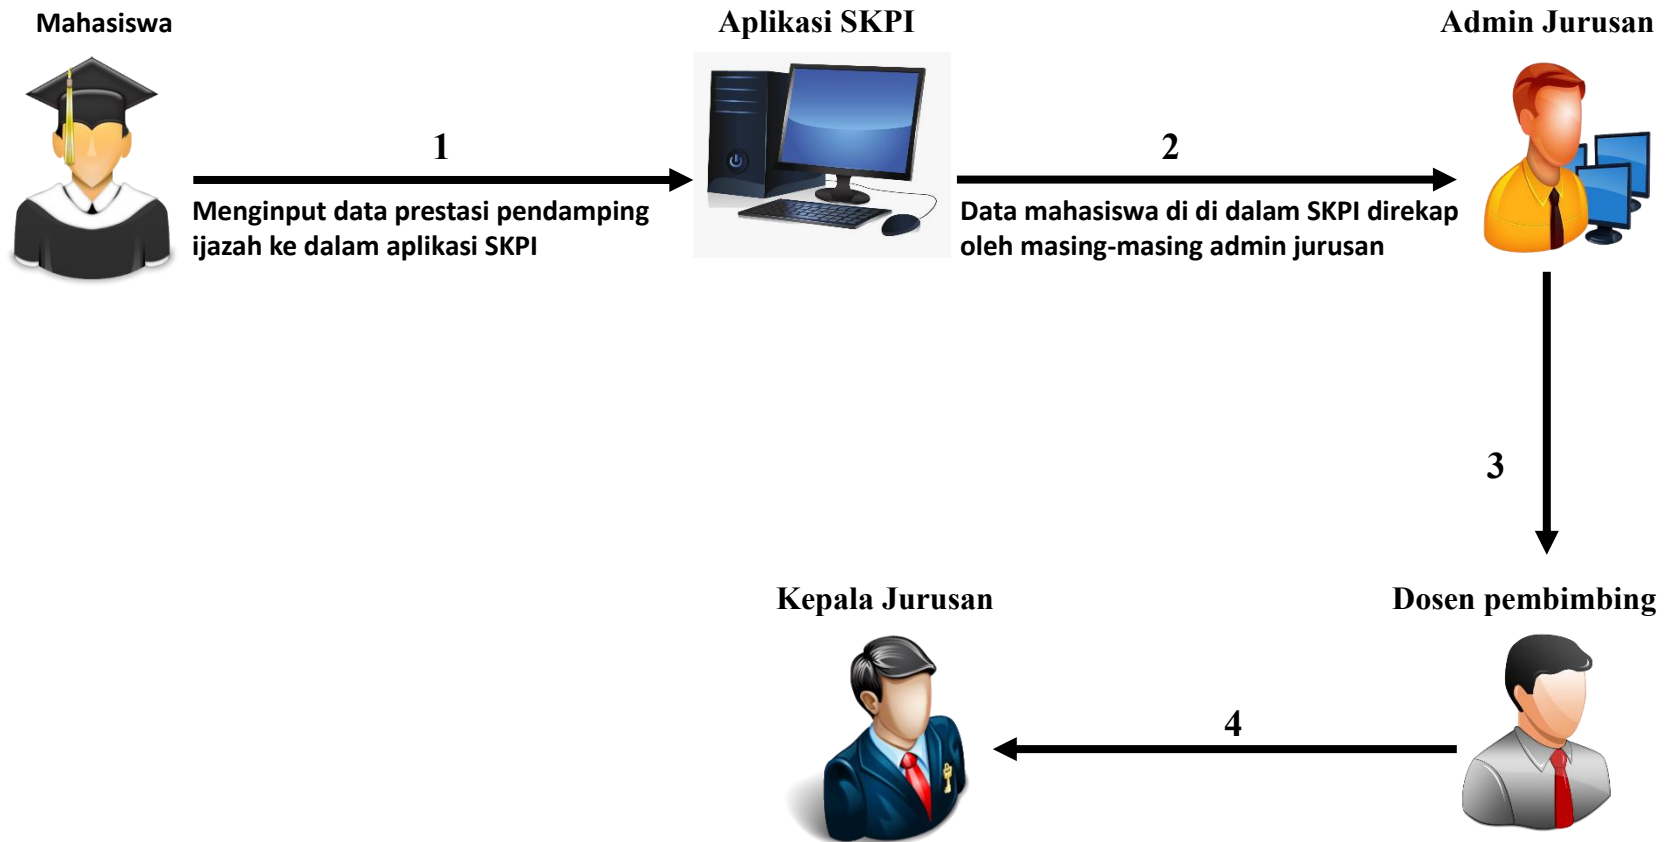 Mahasiswa
Aplikasi SKPI
Admin Jurusan
1
2
Menginput data prestasi pendamping
ijazah ke dalam aplikasi SKPI
Data mahasiswa di di dalam SKPI direkap
oleh masing-masing admin jurusan
3
Kepala Jurusan
Dosen pembimbing
4